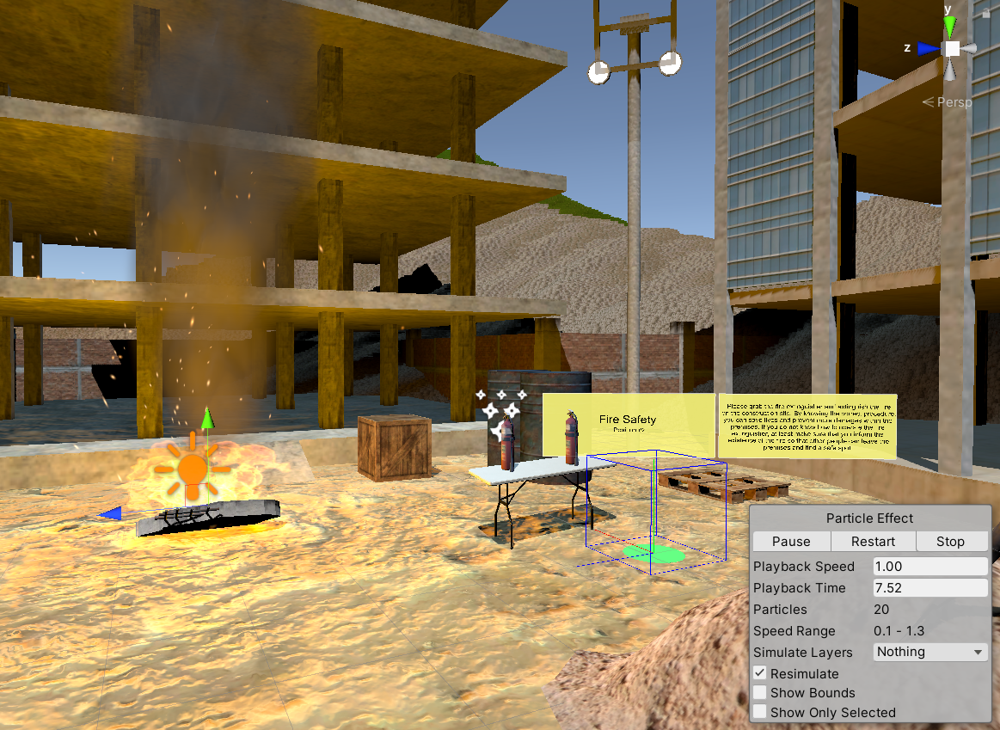 y
z
Persp
Fire Safety
Please grab the fire extinguisher and extinguish the fire
on the construction site. By knowing the correct procedure,
you can save lives and prevent more damages within the
premises. If you do not know how to operate the fire
extinguisher, at least make sure that you inform the
existence of the fire so that other people can leave the
premises and find a safe spot.
Particle Effect
Pause Restart Stop
Playback Speed 1.00
Playback Time 7.52
Particles 20
Speed Range 0.1 - 1.3
Simulate Layers Nothing
Resimulate
Show Bounds
Show Only Selected